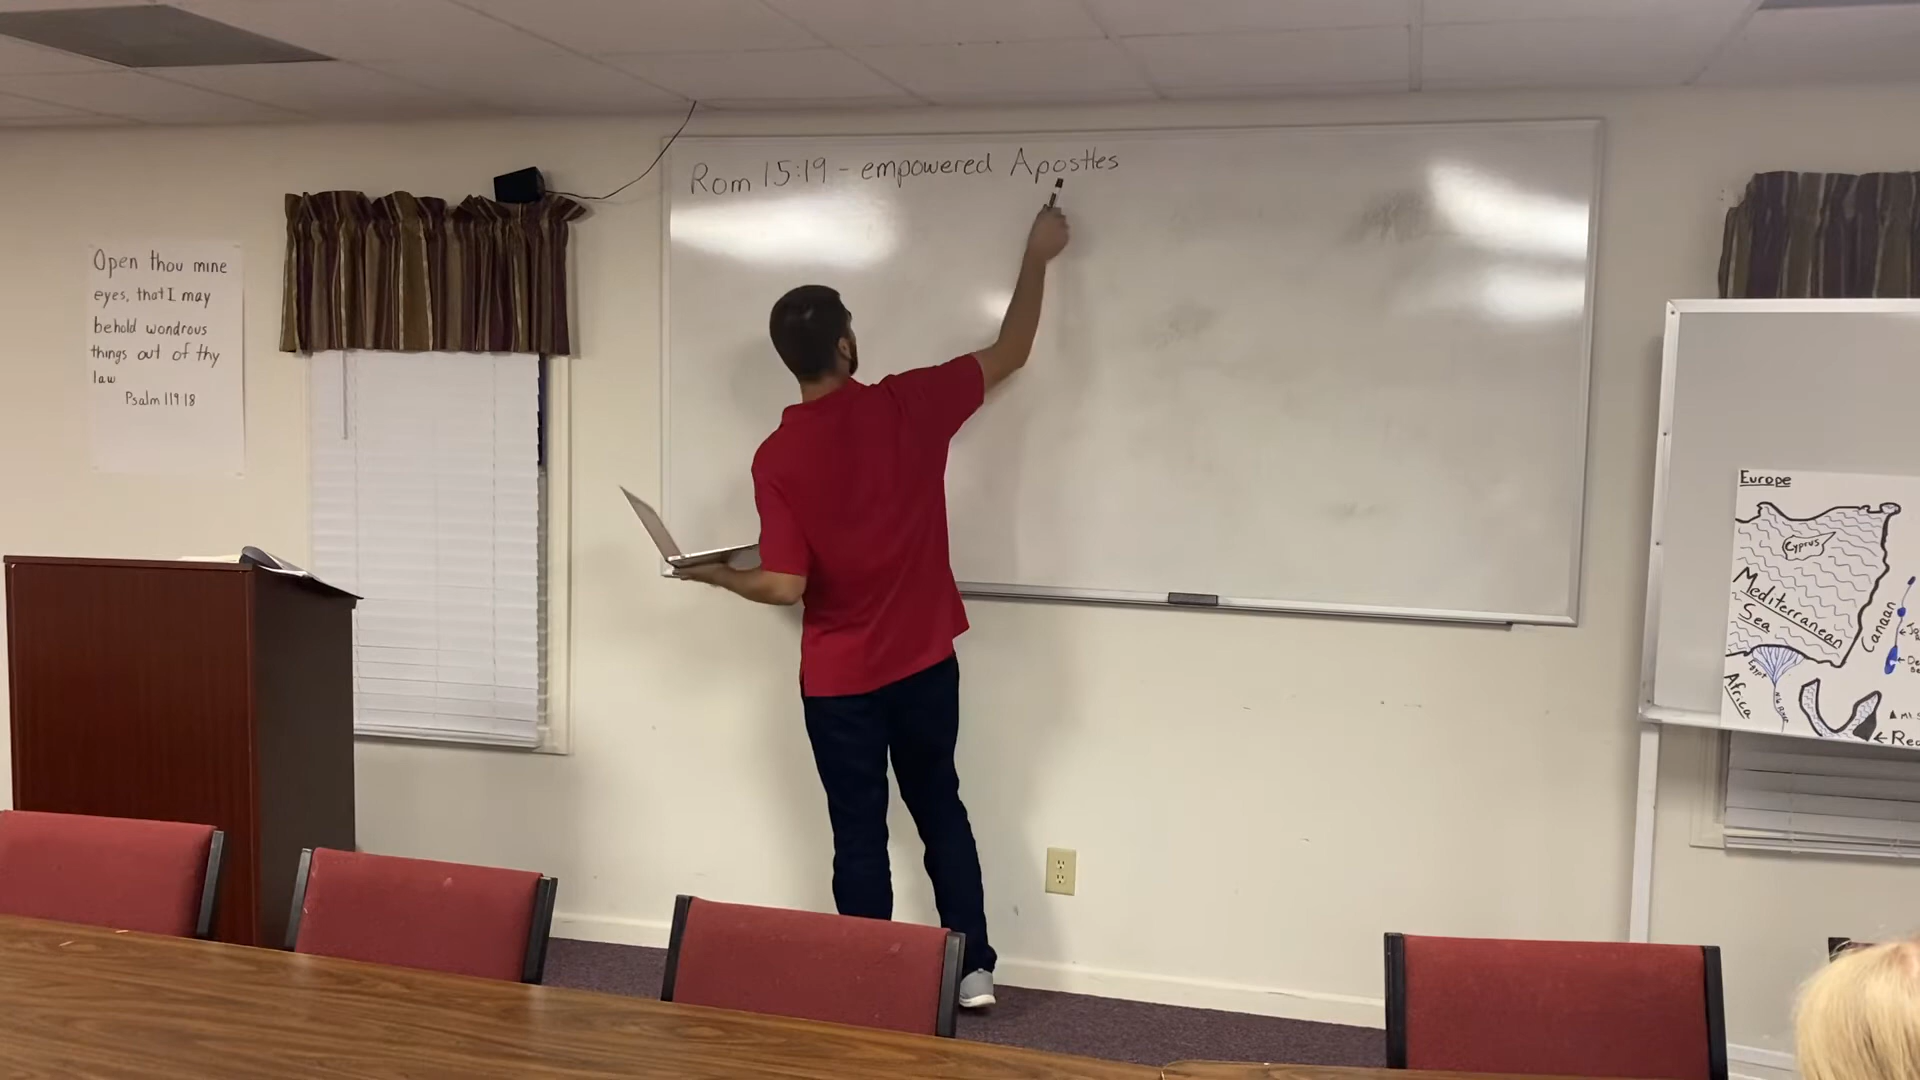 Rom 15:19 - empowered Apostles
Open thou mine
eyes, that I may
behold wondrous
things out of thy
law
Psalm 119:18
Europe
Cyprus
Mediterranean
Sea
Canaan
Egypt
Africa